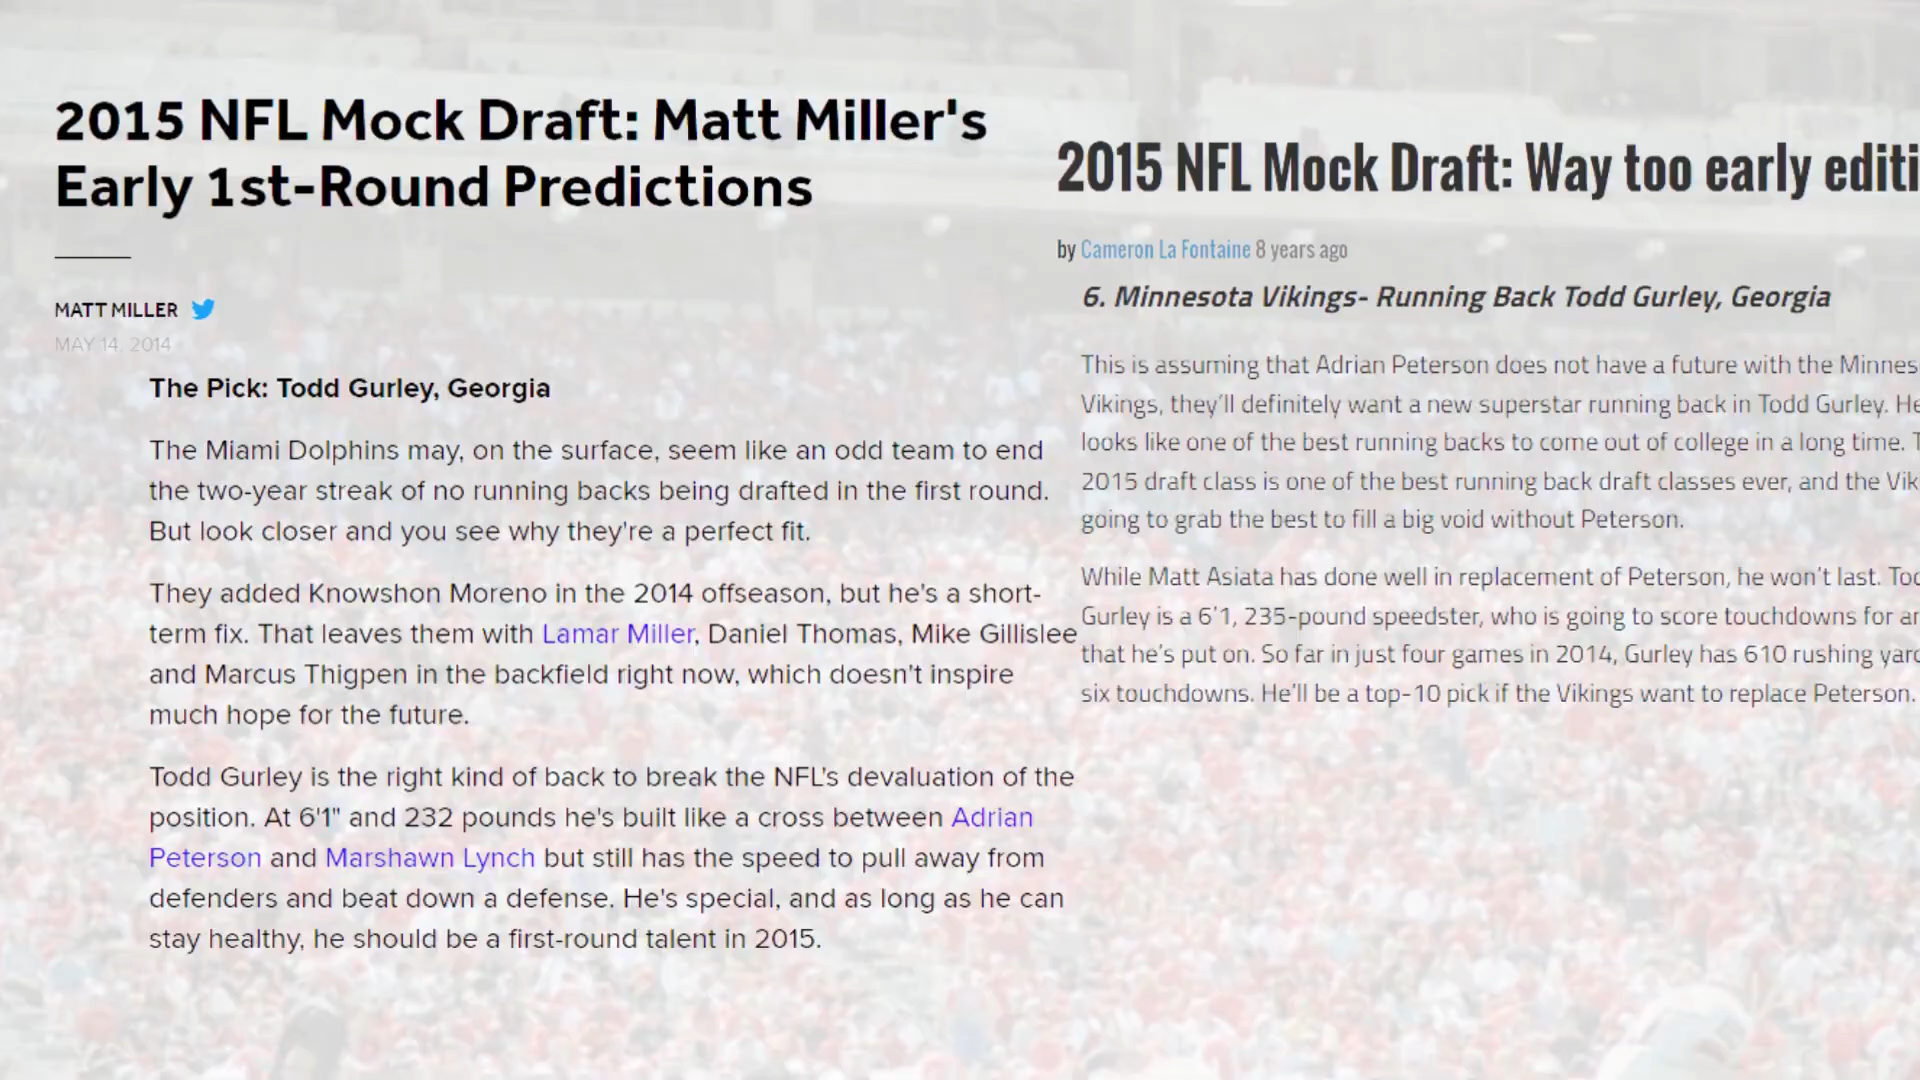 2015 NFL Mock Draft: Matt Miller's
Early 1st-Round Predictions
MATT MILLER
MAY 14, 2014
The Pick: Todd Gurley, Georgia
The Miami Dolphins may, on the surface, seem like an odd team to end
the two-year streak of no running backs being drafted in the first round.
But look closer and you see why they're a perfect fit.
They added Knowshon Moreno in the 2014 offseason, but he's a short-
term fix. That leaves them with Lamar Miller, Daniel Thomas, Mike Gillislee
and Marcus Thigpen in the backfield right now, which doesn't inspire
much hope for the future.
Todd Gurley is the right kind of back to break the NFL's devaluation of the
position. At 6'1" and 232 pounds he's built like a cross between Adrian
Peterson and Marshawn Lynch but still has the speed to pull away from
defenders and beat down a defense. He's special, and as long as he can
stay healthy, he should be a first-round talent in 2015.
2015 NFL Mock Draft: Way too early editi
by Cameron La Fontaine 8 years ago
6. Minnesota Vikings- Running Back Todd Gurley, Georgia
This is assuming that Adrian Peterson does not have a future with the Minnes
Vikings, they'll definitely want a new superstar running back in Todd Gurley. He
looks like one of the best running backs to come out of college in a long time. T
2015 draft class is one of the best running back draft classes ever, and the Vik
going to grab the best to fill a big void without Peterson.
While Matt Asiata has done well in replacement of Peterson, he won't last. Tod
Gurley is a 6'1, 235-pound speedster, who is going to score touchdowns for an
that he's put on. So far in just four games in 2014, Gurley has 610 rushing yard
six touchdowns. He'll be a top-10 pick if the Vikings want to replace Peterson.